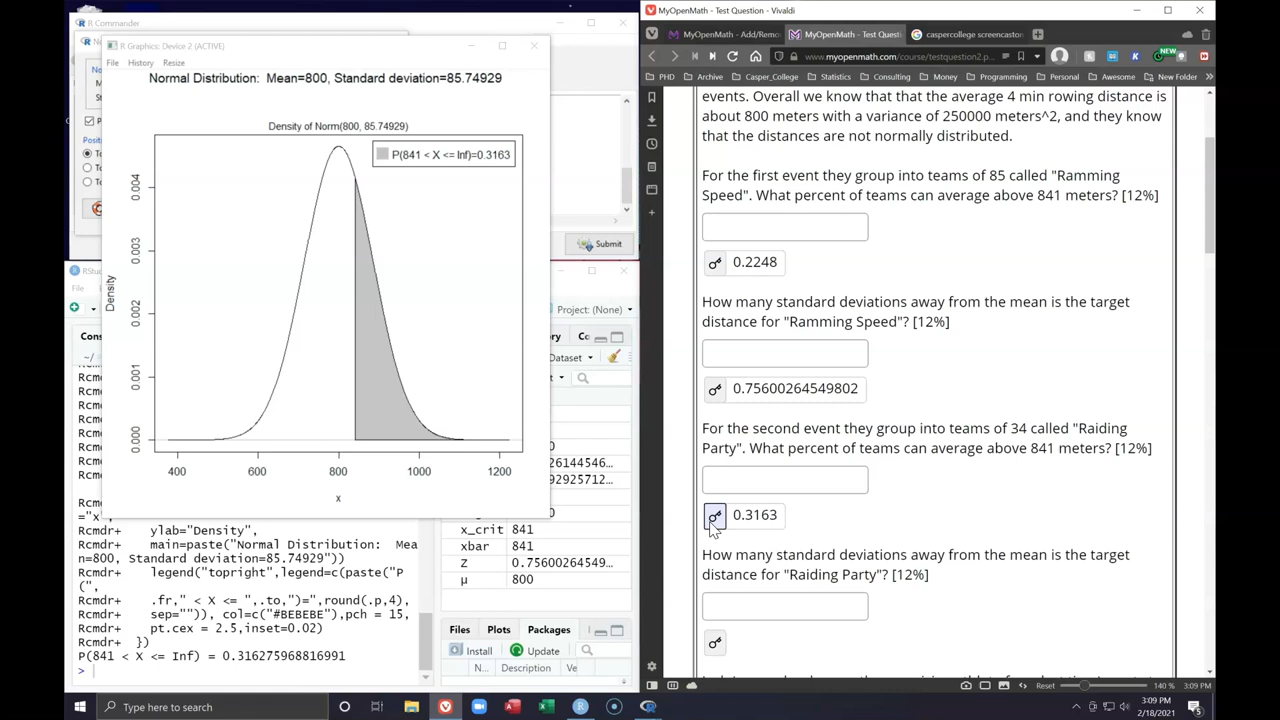 R Commander
R Graphics: Device 2 (ACTIVE)
File History Resize
Normal Distribution: Mean=800, Standard deviation=85.74929
Density of Norm(800, 85.74929)
P(841 < X <= Inf)=0.3163
Density
0.000 0.001 0.002 0.003 0.004
400 600 800 1000 1200
x
Submit
Project: (None)
Dataset
x_crit 841
xbar 841
Z 0.75600264549...
μ 800
Files Plots Packages
Install Update
N... Description Ve
Rcmdr+ ylab="Density",
Rcmdr+ main=paste("Normal Distribution: Mea
n=800, Standard deviation=85.74929"))
Rcmdr+ legend("topright",legend=c(paste("P
(",
Rcmdr+ .fr," < X <= ",.to,")=",round(.p,4),
sep="")), col=c("#BEBEBE"),pch = 15,
Rcmdr+ pt.cex = 2.5,inset=0.02)
Rcmdr+ })
P(841 < X <= Inf) = 0.316275968816991
>
MyOpenMath - Test Question - Vivaldi
MyOpenMath - Add/Remo
MyOpenMath - Test Questi
caspercollege screencaston
www.myopenmath.com/course/testquestion2.p...
PHD Archive Casper_College Statistics Consulting Money Programming Personal Awesome New Folder
events. Overall we know that that the average 4 min rowing distance is
about 800 meters with a variance of 250000 meters^2, and they know
that the distances are not normally distributed.
For the first event they group into teams of 85 called "Ramming
Speed". What percent of teams can average above 841 meters? [12%]
0.2248
How many standard deviations away from the mean is the target
distance for "Ramming Speed"? [12%]
0.75600264549802
For the second event they group into teams of 34 called "Raiding
Party". What percent of teams can average above 841 meters? [12%]
0.3163
How many standard deviations away from the mean is the target
distance for "Raiding Party"? [12%]
Reset 140 %
Type here to search
3:09 PM
2/18/2021